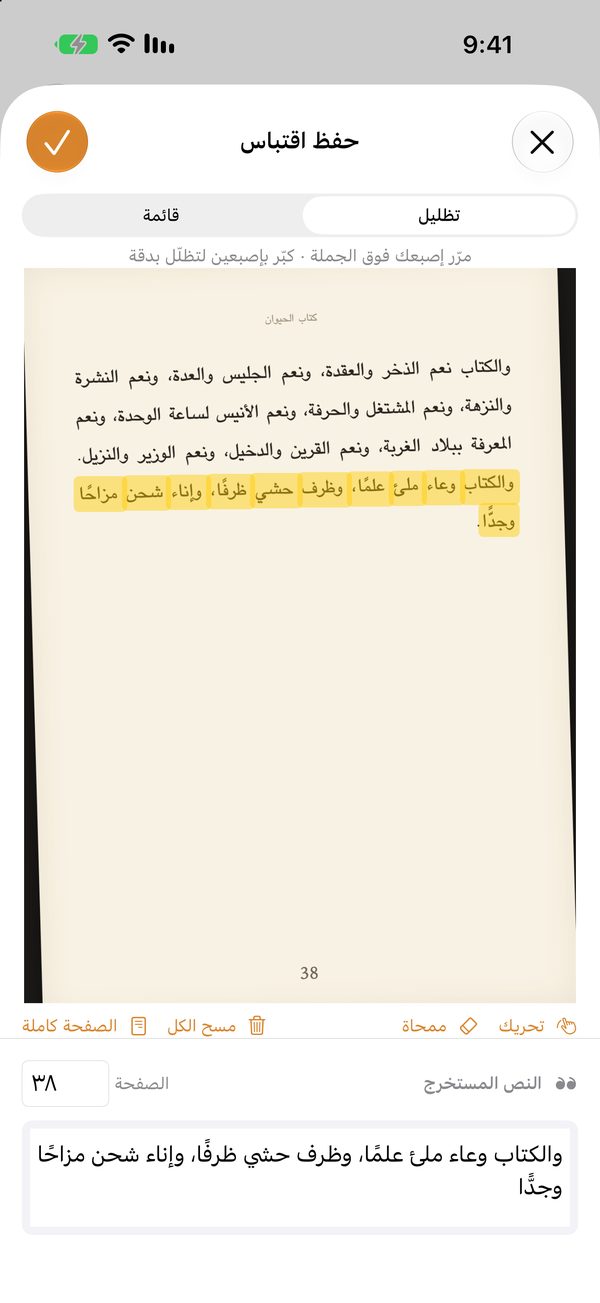 9:41
حفظ اقتباس
تظليل
قائمة
مرّر إصبعك فوق الجملة · كبّر بإصبعين لتظلّل بدقة
كتاب الحيوان
والكتاب نعم الذخر والعقدة، ونعم الجليس والعدة، ونعم النشرة
والنزهة، ونعم المشتغل والحرفة، ونعم الأنيس لساعة الوحدة، ونعم
المعرفة ببلاد الغربة، ونعم القرين والدخيل، ونعم الوزير والنزيل.
والكتاب وعاء ملئ علمًا، وظرف حشي ظرفًا، وإناء شحن مزاحًا
وجدًّا.
38
تحريك
ممحاة
مسح الكل
الصفحة كاملة
النص المستخرج
الصفحة
٣٨
والكتاب وعاء ملئ علمًا، وظرف حشي ظرفًا، وإناء شحن مزاحًا
وجدًّا